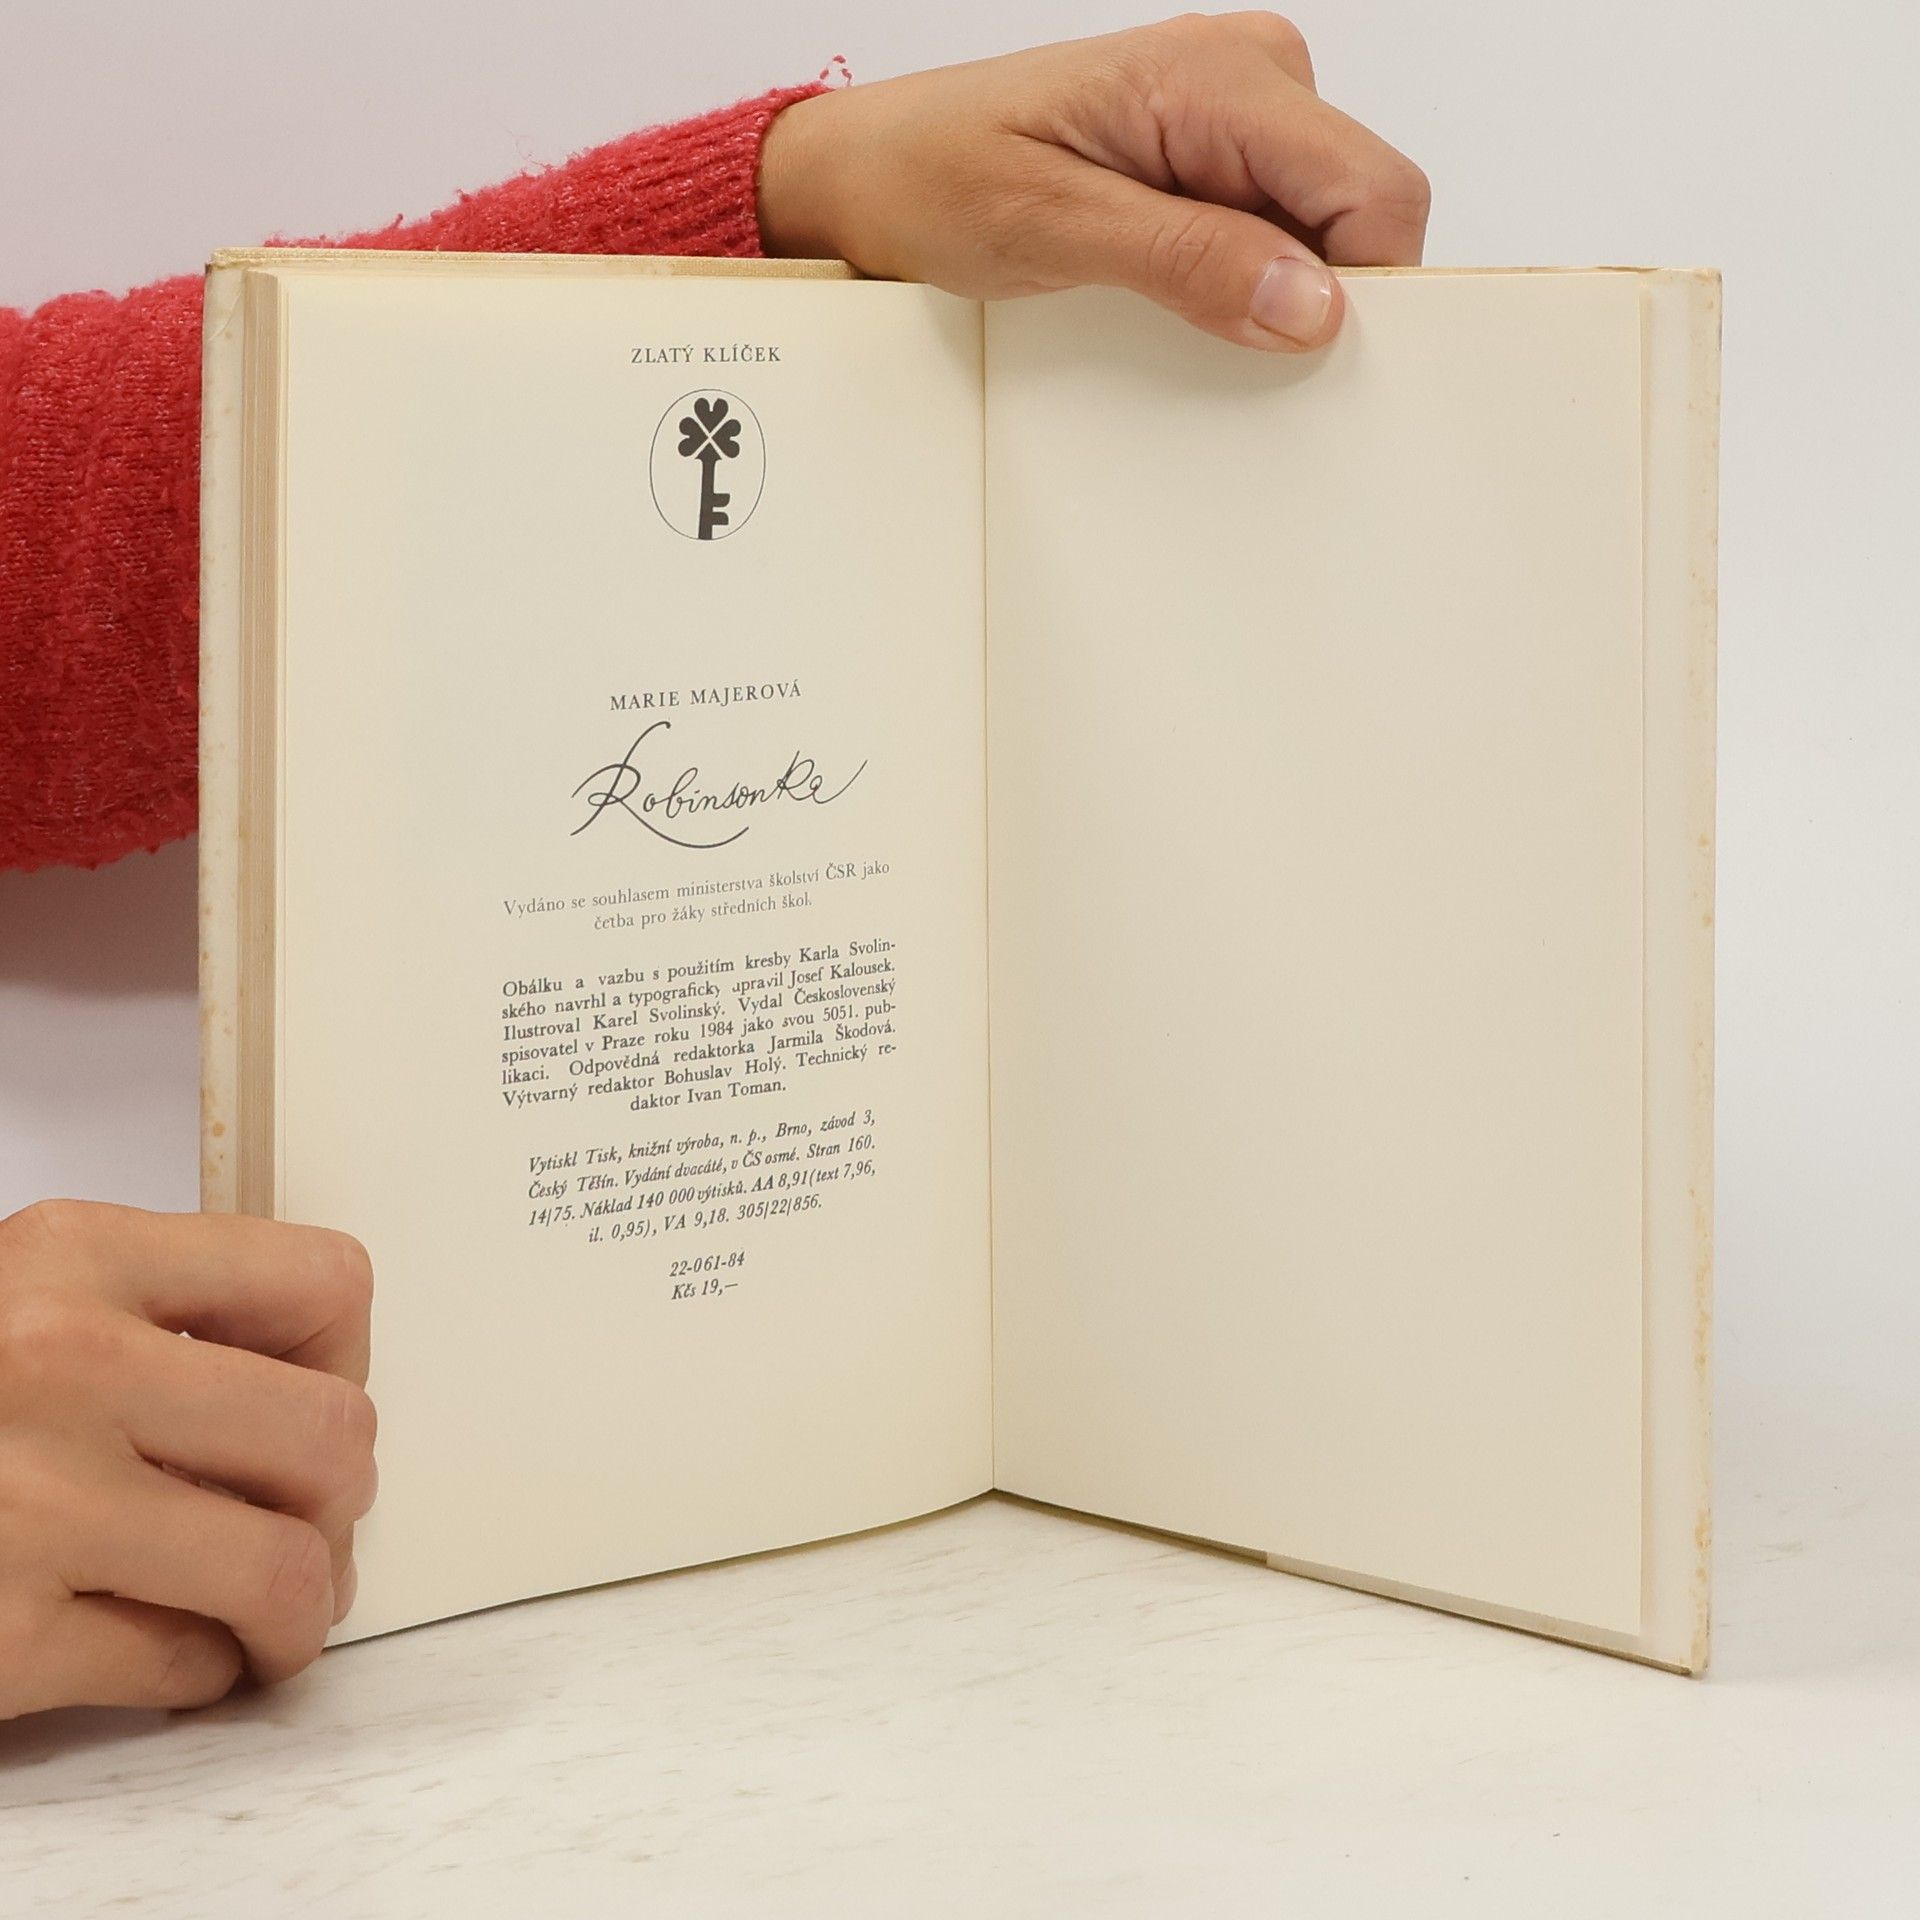 ZLATÝ KLÍČEK
MARIE MAJEROVÁ
Robinsonka
Vydáno se souhlasem ministerstva školství ČSR jako
četba pro žáky středních škol.
Obálku a vazbu s použitím kresby Karla Svolin-
ského navrhl a typograficky upravil Josef Kalousek.
Ilustroval Karel Svolinský. Vydal Československý
spisovatel v Praze roku 1984 jako svou 5051. pub-
likaci. Odpovědná redaktorka Jarmila Škodová.
Výtvarný redaktor Bohuslav Holý. Technický re-
daktor Ivan Toman.
Vytiskl Tisk, knižní výroba, n. p., Brno, závod 3,
Český Těšín. Vydání dvacáté, v ČS osmé. Stran 160.
14/75. Náklad 140 000 výtisků. AA 8,91 (text 7,96,
il. 0,95), VA 9,18. 305/22/856.
22-061-84
Kčs 19,—